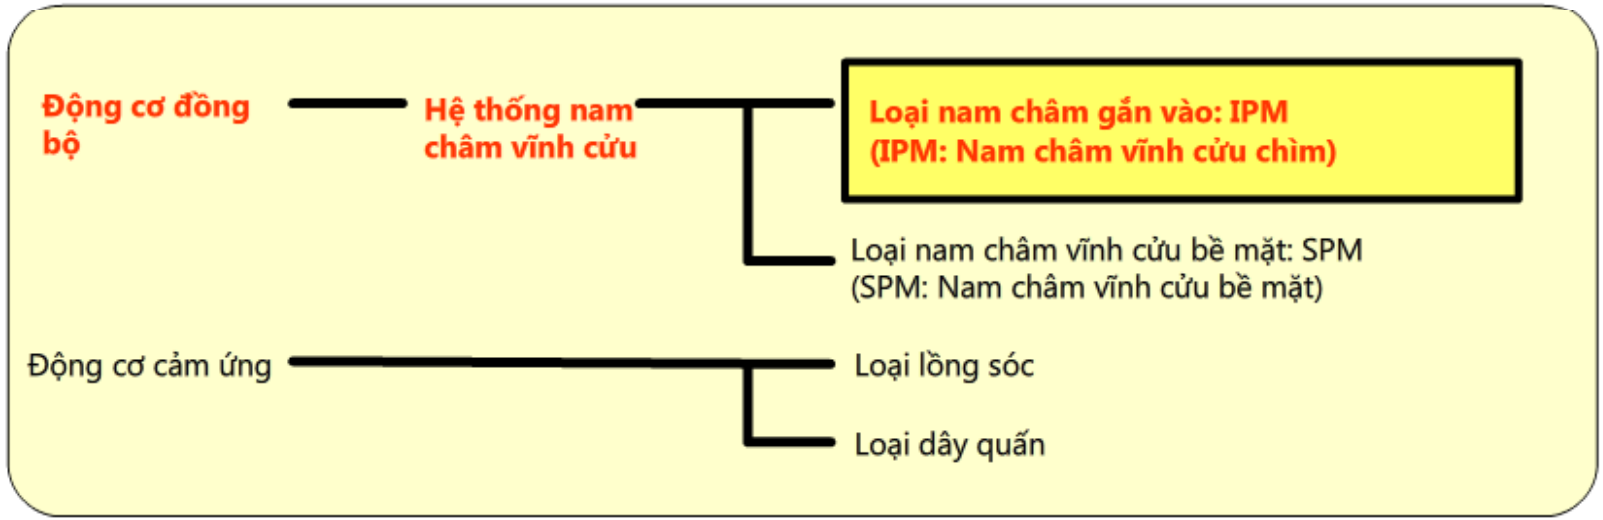 Động cơ đồng
bộ
Hệ thống nam
châm vĩnh cửu
Loại nam châm gắn vào: IPM
(IPM: Nam châm vĩnh cửu chìm)
Loại nam châm vĩnh cửu bề mặt: SPM
(SPM: Nam châm vĩnh cửu bề mặt)
Động cơ cảm ứng
Loại lồng sóc
Loại dây quấn